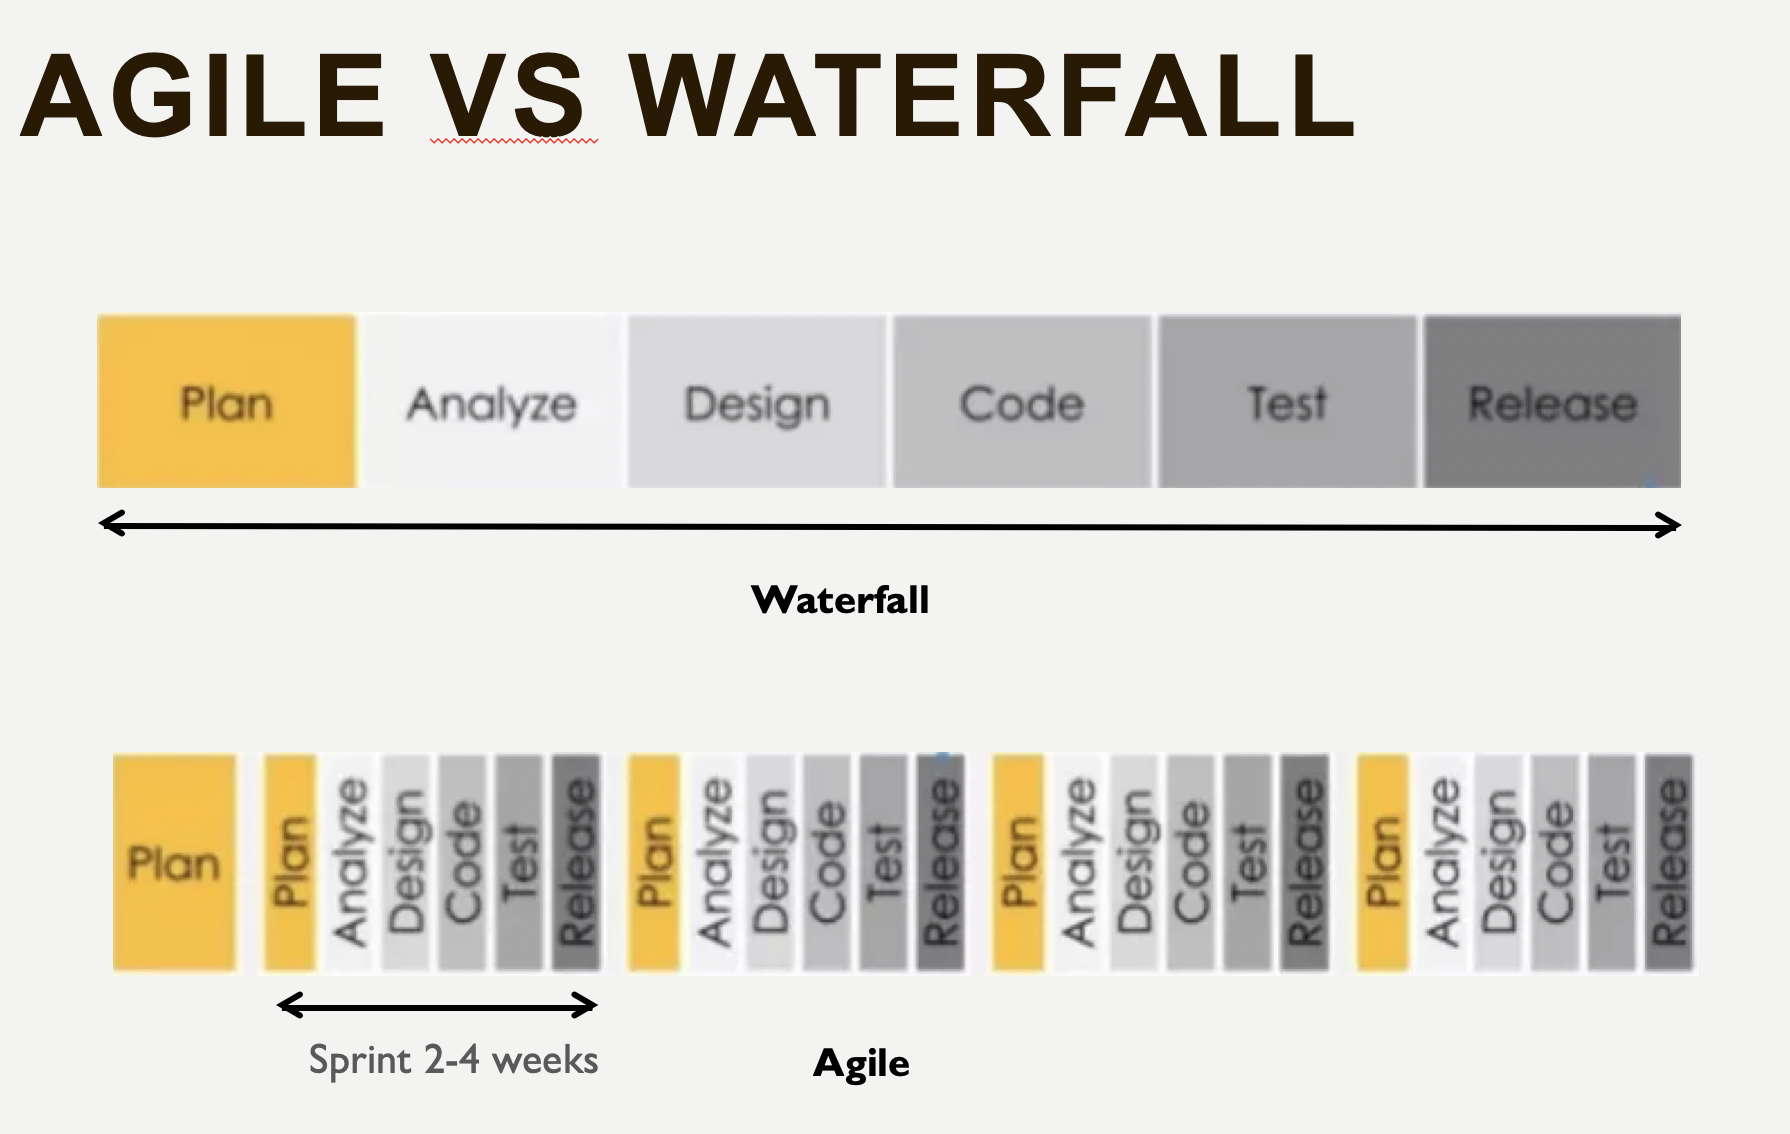 AGILE VS WATERFALL
Plan Analyze Design Code Test Release
Waterfall
Plan Plan Analyze Design Code Test Release Plan Analyze Design Code Test Release Plan Analyze Design Code Test Release Plan Analyze Design Code Test Release
Sprint 2-4 weeks
Agile